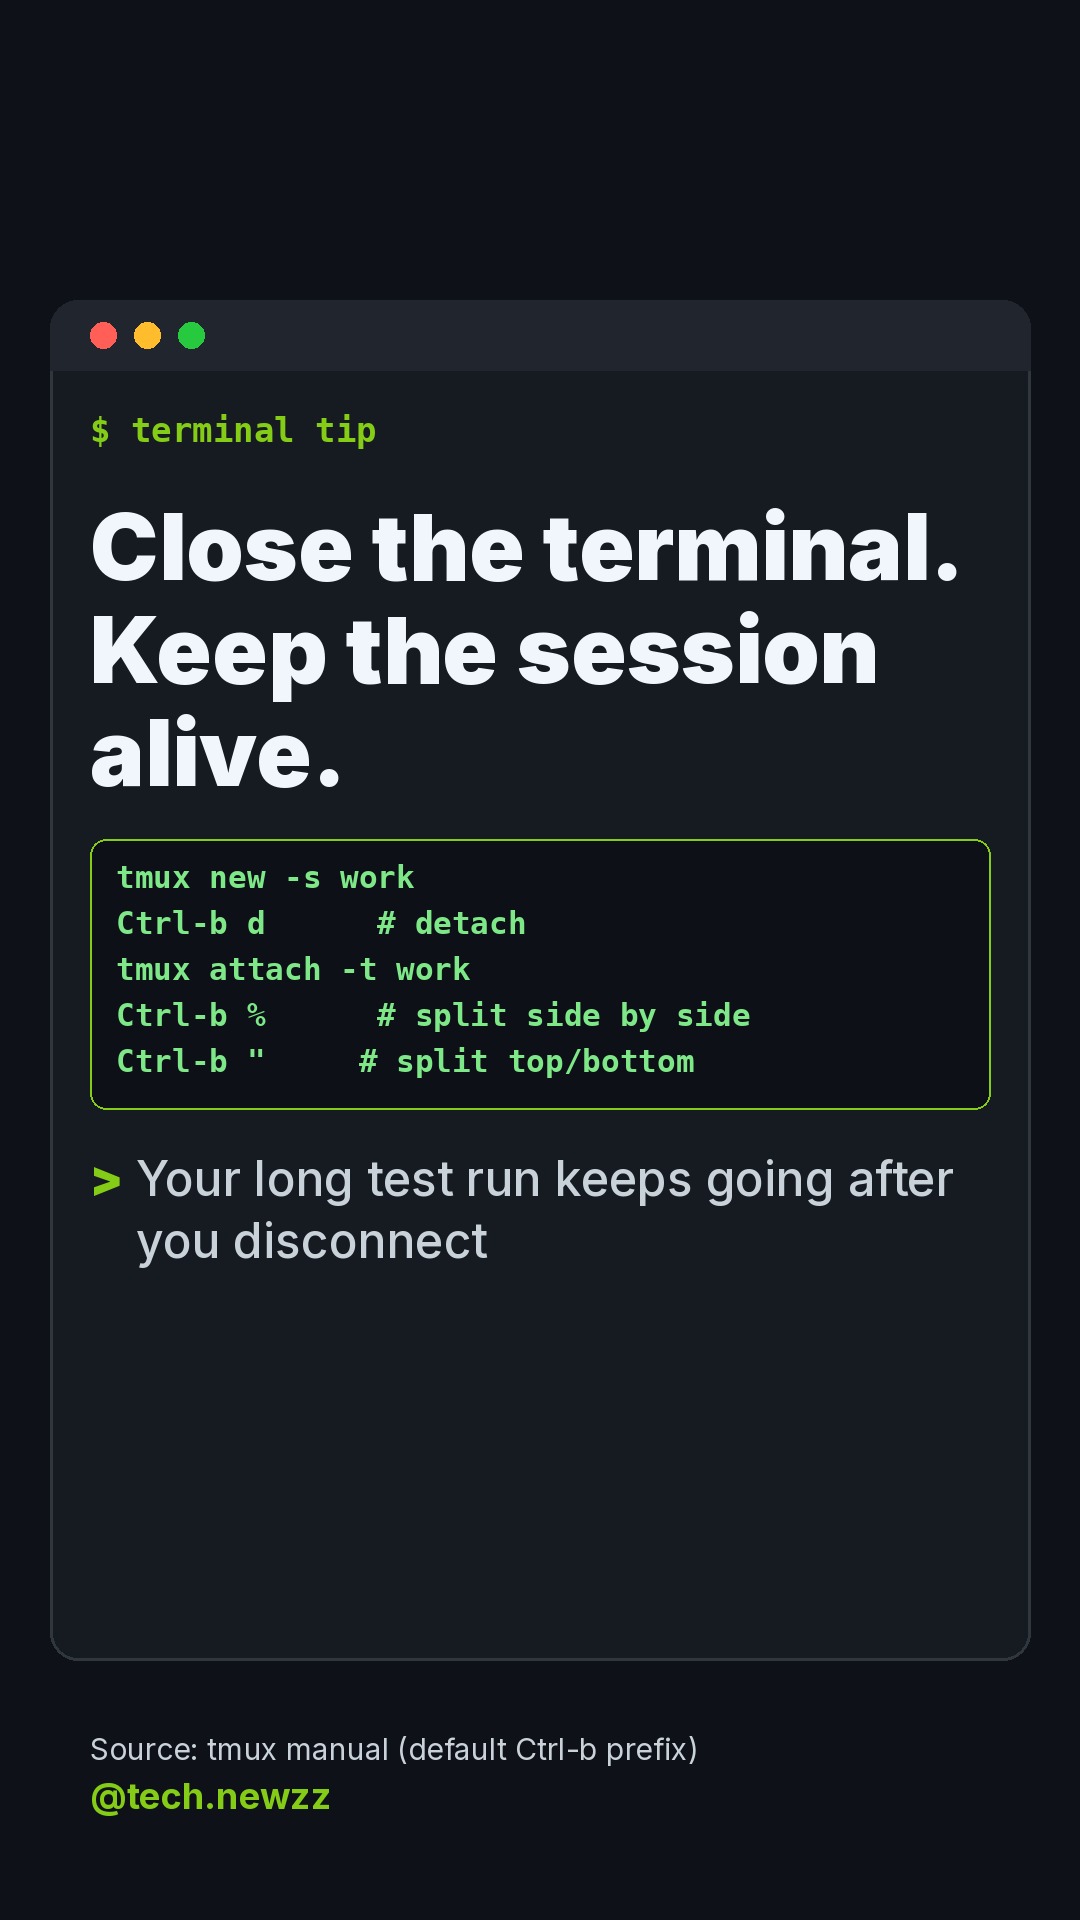 $ terminal tip
Close the terminal.
Keep the session
alive.
tmux new -s work
Ctrl-b d      # detach
tmux attach -t work
Ctrl-b %      # split side by side
Ctrl-b "     # split top/bottom
> Your long test run keeps going after
you disconnect
Source: tmux manual (default Ctrl-b prefix)
@tech.newzz